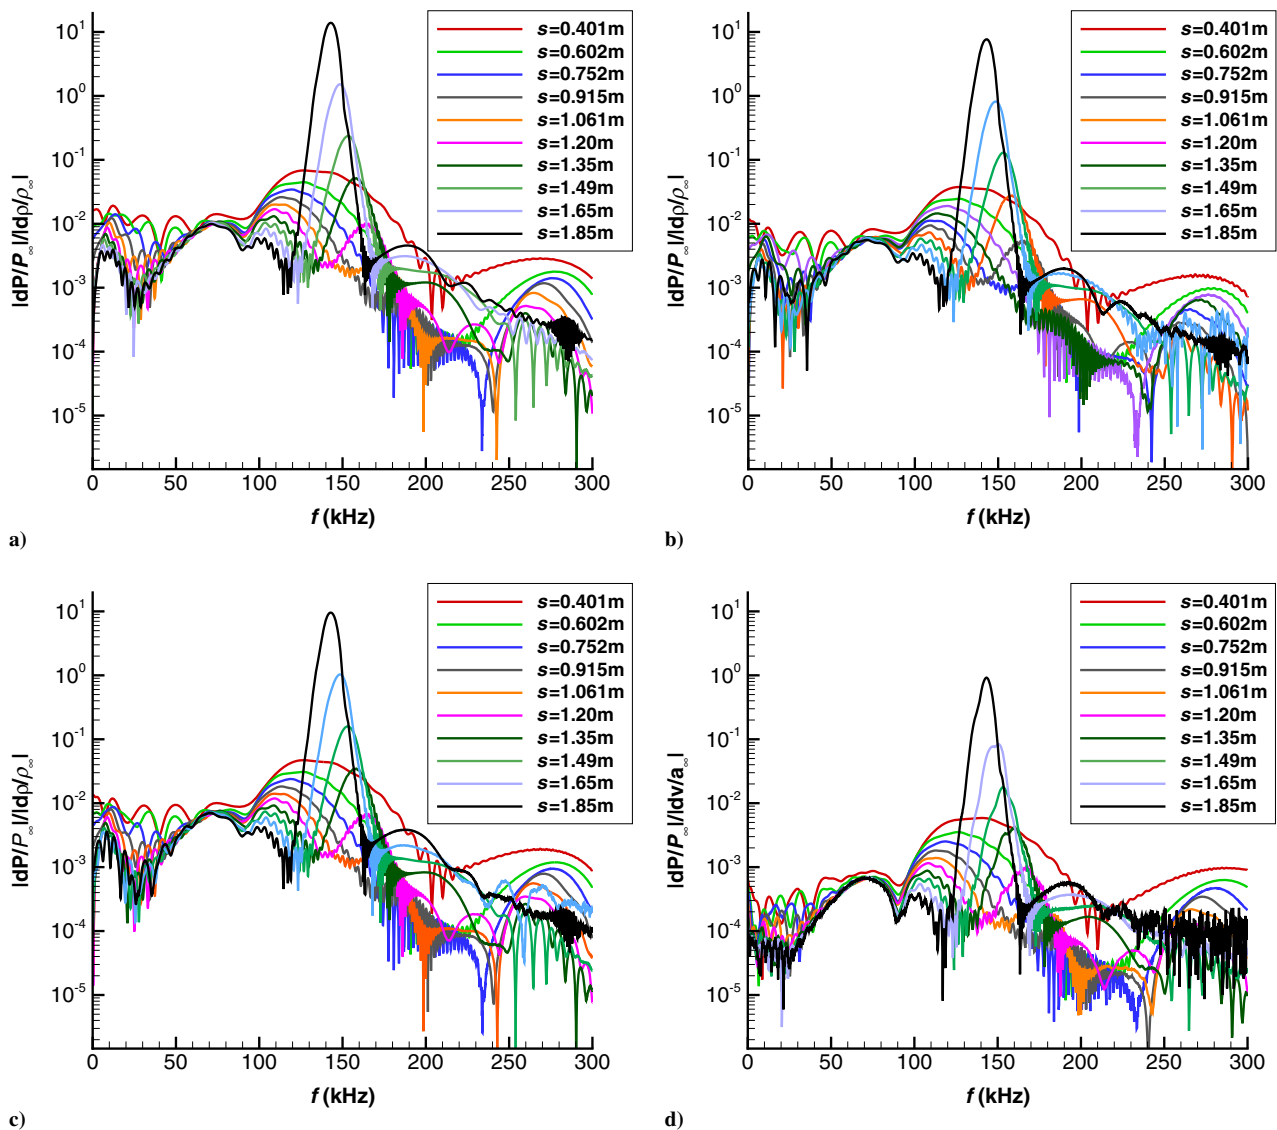 |dP/P∞|/|dρ/ρ∞|
10¹
10⁰
10⁻¹
10⁻²
10⁻³
10⁻⁴
10⁻⁵
0 50 100 150 200 250 300
f (kHz)
s=0.401m
s=0.602m
s=0.752m
s=0.915m
s=1.061m
s=1.20m
s=1.35m
s=1.49m
s=1.65m
s=1.85m
a)
|dP/P∞|/|dρ/ρ∞|
10¹
10⁰
10⁻¹
10⁻²
10⁻³
10⁻⁴
10⁻⁵
0 50 100 150 200 250 300
f (kHz)
s=0.401m
s=0.602m
s=0.752m
s=0.915m
s=1.061m
s=1.20m
s=1.35m
s=1.49m
s=1.65m
s=1.85m
b)
|dP/P∞|/|dρ/ρ∞|
10¹
10⁰
10⁻¹
10⁻²
10⁻³
10⁻⁴
10⁻⁵
0 50 100 150 200 250 300
f (kHz)
s=0.401m
s=0.602m
s=0.752m
s=0.915m
s=1.061m
s=1.20m
s=1.35m
s=1.49m
s=1.65m
s=1.85m
c)
|dP/P∞|/|dv/a∞|
10¹
10⁰
10⁻¹
10⁻²
10⁻³
10⁻⁴
10⁻⁵
0 50 100 150 200 250 300
f (kHz)
s=0.401m
s=0.602m
s=0.752m
s=0.915m
s=1.061m
s=1.20m
s=1.35m
s=1.49m
s=1.65m
s=1.85m
d)